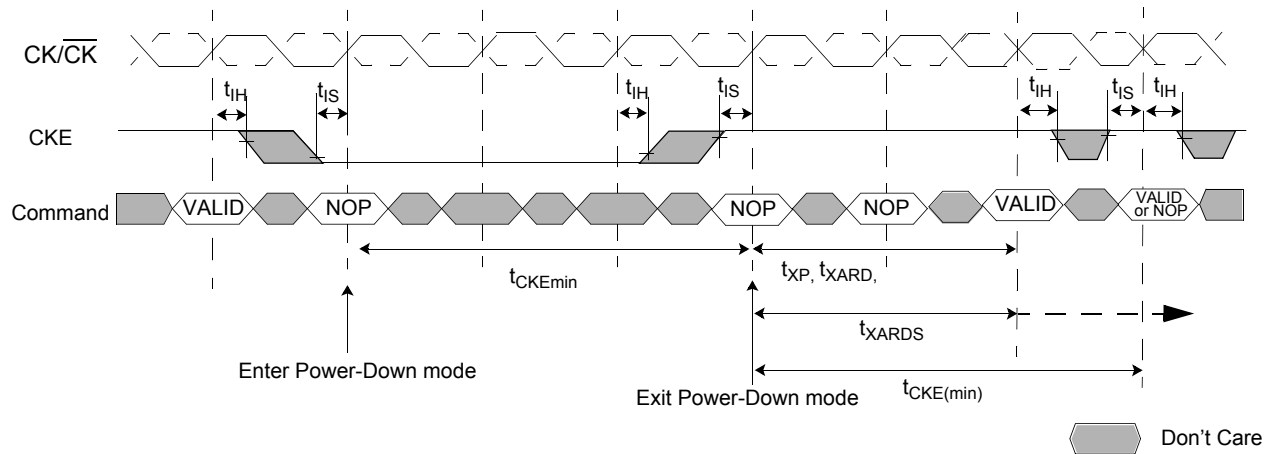 CK/CK
tIH tIS tIH tIS tIH tIS tIH
CKE
Command VALID NOP NOP NOP VALID VALID or NOP
tCKEmin tXP, tXARD,
tXARDS
Enter Power-Down mode
tCKE(min)
Exit Power-Down mode
Don't Care